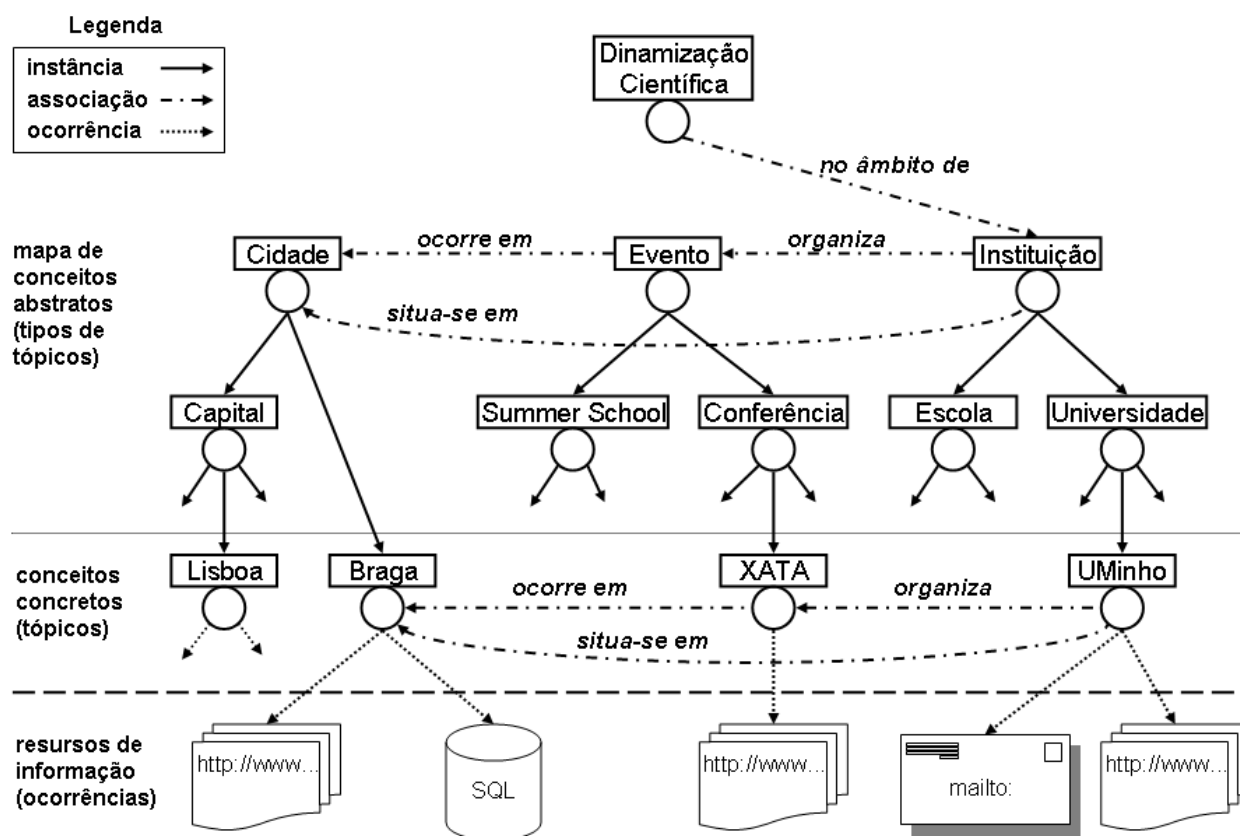 Legenda
instância
associação
ocorrência
Dinamização
Científica
no âmbito de
mapa de
conceitos
abstratos
(tipos de
tópicos)
Cidade
ocorre em
Evento
organiza
Instituição
situa-se em
Capital
Summer School
Conferência
Escola
Universidade
conceitos
concretos
(tópicos)
Lisboa
Braga
ocorre em
XATA
organiza
UMinho
situa-se em
resursos de
informação
(ocorrências)
http://www...
SQL
http://www...
mailto:
http://www...